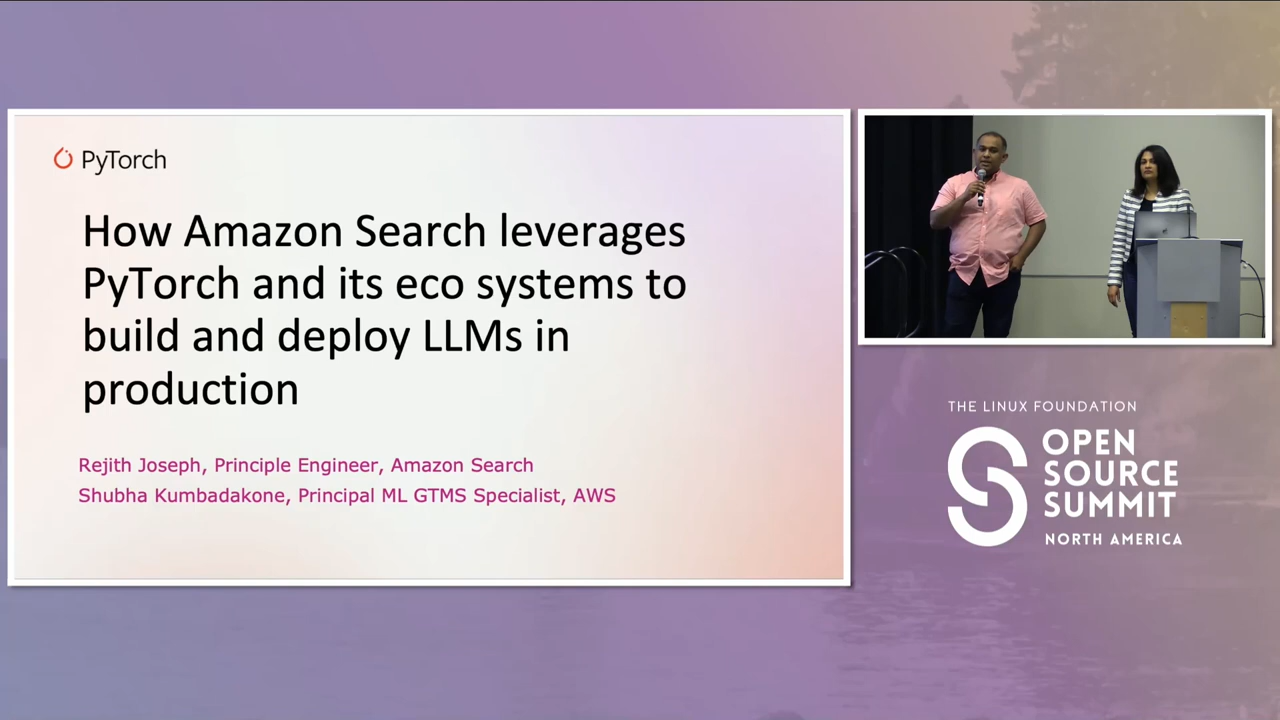 PyTorch
How Amazon Search leverages
PyTorch and its eco systems to
build and deploy LLMs in
production
Rejith Joseph, Principle Engineer, Amazon Search
Shubha Kumbadakone, Principal ML GTMS Specialist, AWS
THE LINUX FOUNDATION
OPEN
SOURCE
SUMMIT
NORTH AMERICA